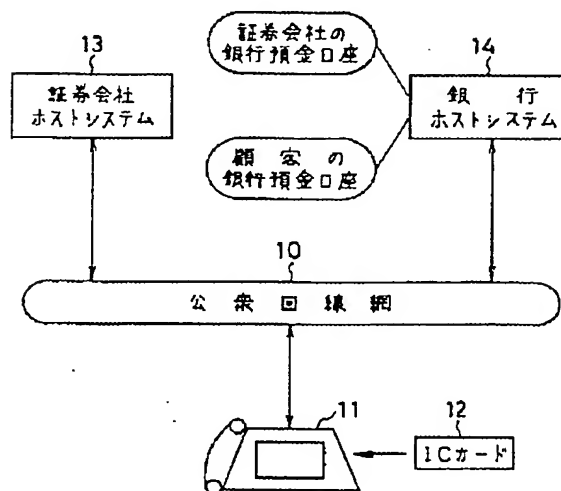 13
証券会社
ホストシステム
証券会社の
銀行預金口座
14
銀行
ホストシステム
顧客の
銀行預金口座
10
公衆回線網
11
12
ICカード